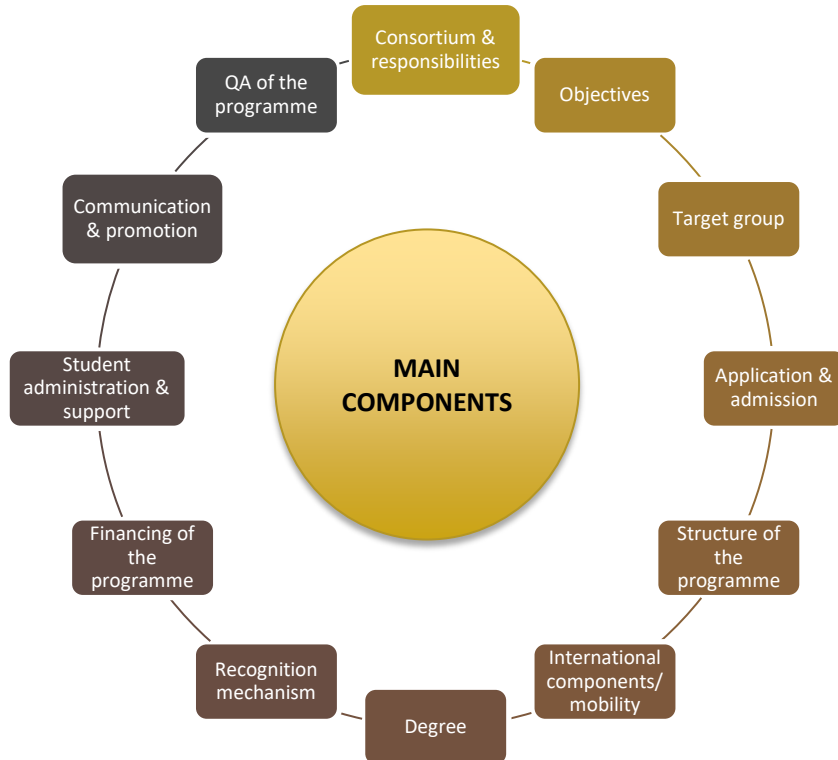 Consortium &
responsibilities
Objectives
Target group
Application &
admission
Structure of
the
programme
International
components/
mobility
Degree
Recognition
mechanism
Financing of
the
programme
Student
administration &
support
Communication
& promotion
QA of the
programme
MAIN
COMPONENTS